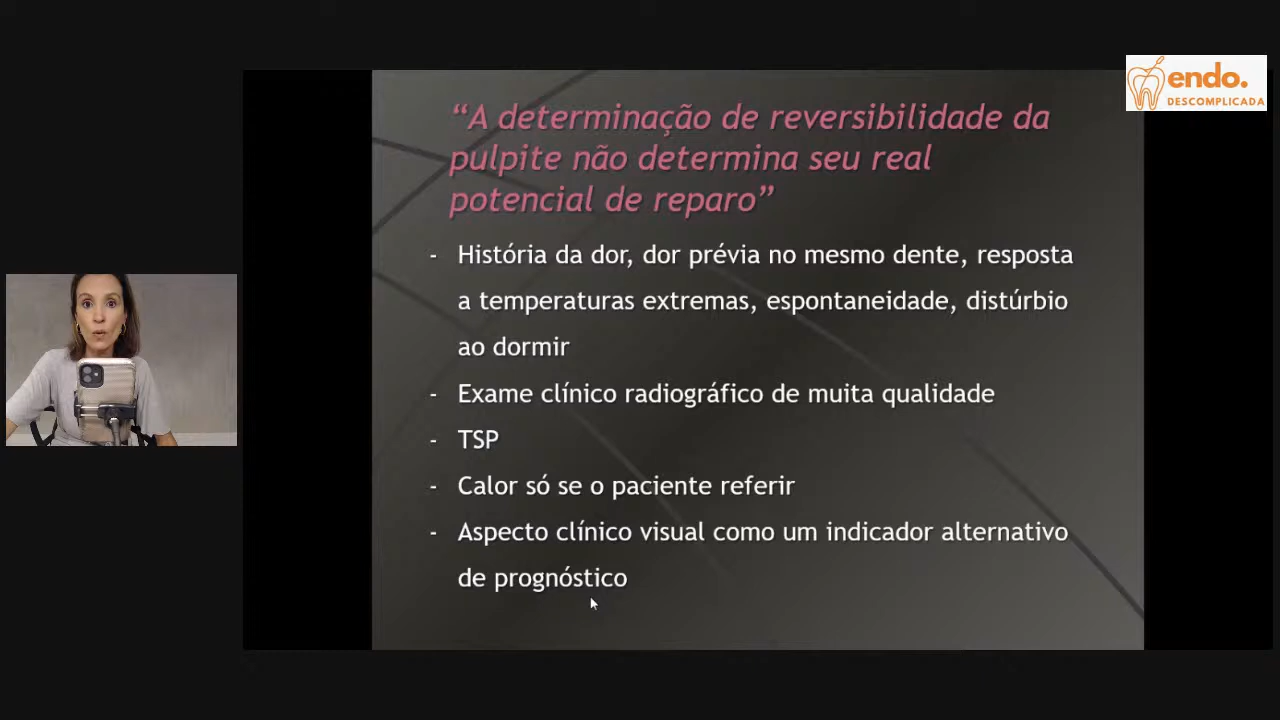 endo.
DESCOMPLICADA
“A determinação de reversibilidade da
pulpite não determina seu real
potencial de reparo”
- História da dor, dor prévia no mesmo dente, resposta
a temperaturas extremas, espontaneidade, distúrbio
ao dormir
- Exame clínico radiográfico de muita qualidade
- TSP
- Calor só se o paciente referir
- Aspecto clínico visual como um indicador alternativo
de prognóstico